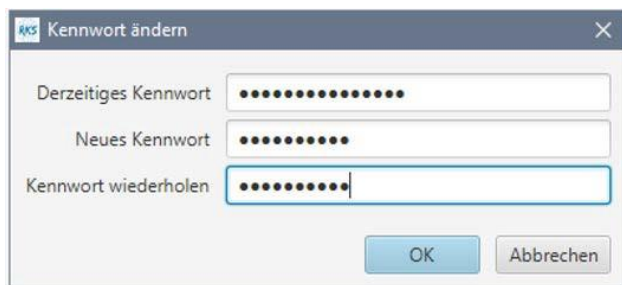 RKS Kennwort ändern
Derzeitiges Kennwort ●●●●●●●●●●●●●●●
Neues Kennwort ●●●●●●●●●●
Kennwort wiederholen ●●●●●●●●●●
OK Abbrechen